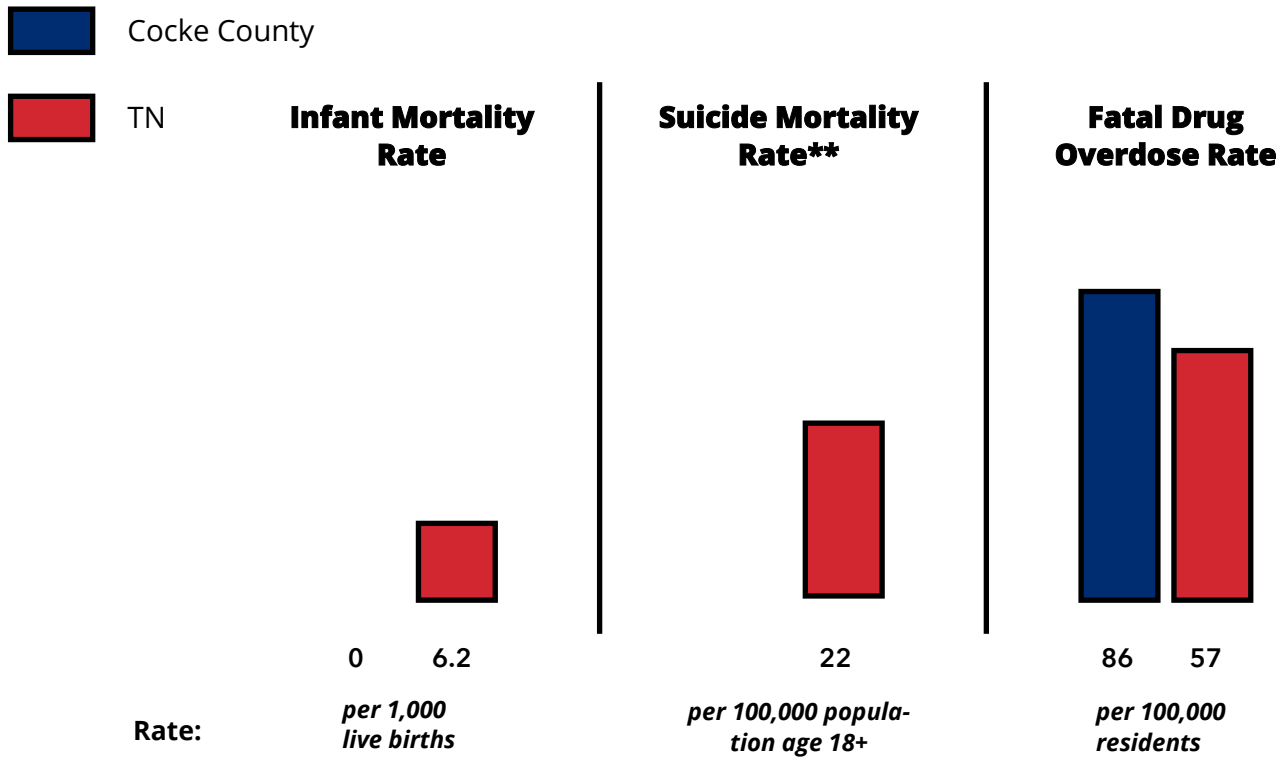 Cocke County
TN
Infant Mortality
Rate
Suicide Mortality
Rate**
Fatal Drug
Overdose Rate
0 6.2
22
86 57
Rate:
per 1,000
live births
per 100,000 popula-
tion age 18+
per 100,000
residents